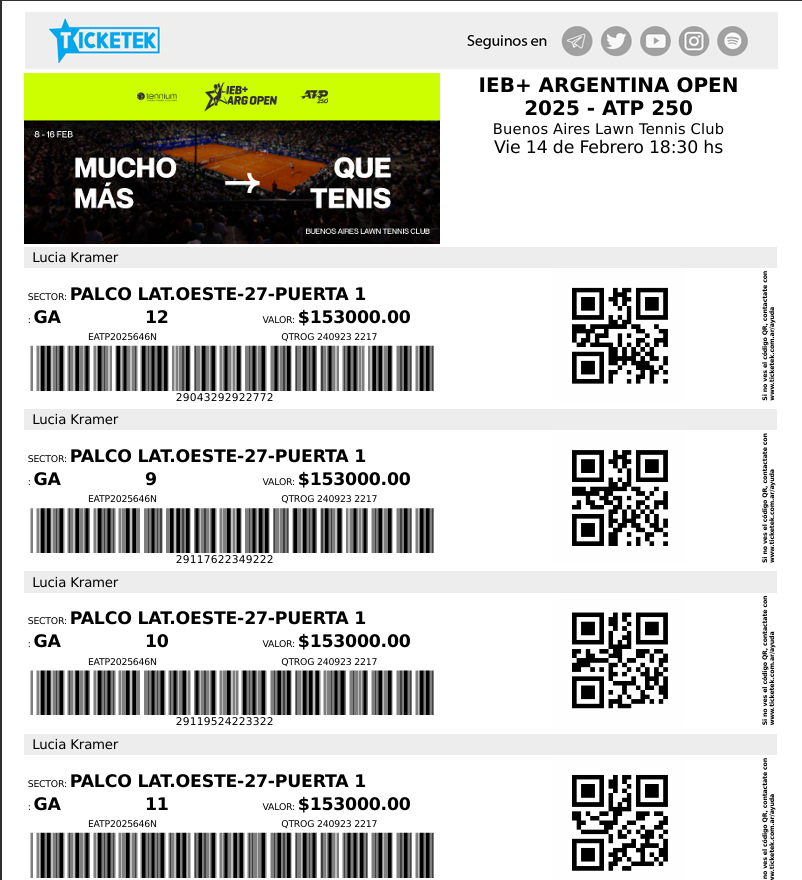 TICKETEK
Seguinos en
IEB+ ARGENTINA OPEN
2025 - ATP 250
Buenos Aires Lawn Tennis Club
Vie 14 de Febrero 18:30 hs
lennium
IEB+
ARG OPEN
ATP
250
8 - 16 FEB
MUCHO
MÁS
→
QUE
TENIS
BUENOS AIRES LAWN TENNIS CLUB
Lucia Kramer
SECTOR: PALCO LAT.OESTE-27-PUERTA 1
: GA 12 VALOR: $153000.00
EATP2025646N QTROG 240923 2217
29043292922772
Si no ves el código QR, contactate con
www.ticketek.com.ar/ayuda
Lucia Kramer
SECTOR: PALCO LAT.OESTE-27-PUERTA 1
: GA 9 VALOR: $153000.00
EATP2025646N QTROG 240923 2217
29117622349222
Si no ves el código QR, contactate con
www.ticketek.com.ar/ayuda
Lucia Kramer
SECTOR: PALCO LAT.OESTE-27-PUERTA 1
: GA 10 VALOR: $153000.00
EATP2025646N QTROG 240923 2217
29119524223322
Si no ves el código QR, contactate con
www.ticketek.com.ar/ayuda
Lucia Kramer
SECTOR: PALCO LAT.OESTE-27-PUERTA 1
: GA 11 VALOR: $153000.00
EATP2025646N QTROG 240923 2217
no ves el código QR, contactate con
ww.ticketek.com.ar/ayuda